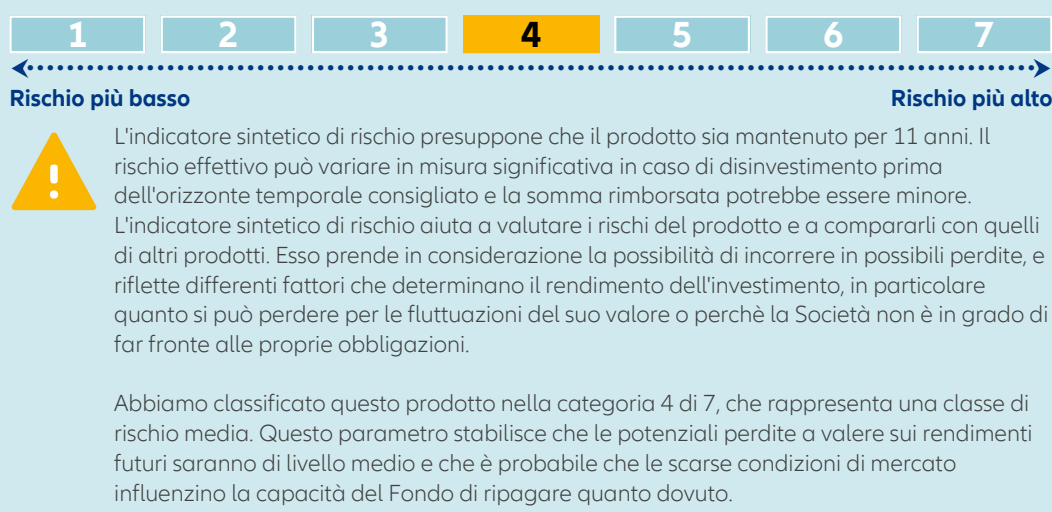 1 2 3 4 5 6 7
Rischio più basso Rischio più alto
L'indicatore sintetico di rischio presuppone che il prodotto sia mantenuto per 11 anni. Il
rischio effettivo può variare in misura significativa in caso di disinvestimento prima
dell'orizzonte temporale consigliato e la somma rimborsata potrebbe essere minore.
L'indicatore sintetico di rischio aiuta a valutare i rischi del prodotto e a compararli con quelli
di altri prodotti. Esso prende in considerazione la possibilità di incorrere in possibili perdite, e
riflette differenti fattori che determinano il rendimento dell'investimento, in particolare
quanto si può perdere per le fluttuazioni del suo valore o perchè la Società non è in grado di
far fronte alle proprie obbligazioni.
Abbiamo classificato questo prodotto nella categoria 4 di 7, che rappresenta una classe di
rischio media. Questo parametro stabilisce che le potenziali perdite a valere sui rendimenti
futuri saranno di livello medio e che è probabile che le scarse condizioni di mercato
influenzino la capacità del Fondo di ripagare quanto dovuto.